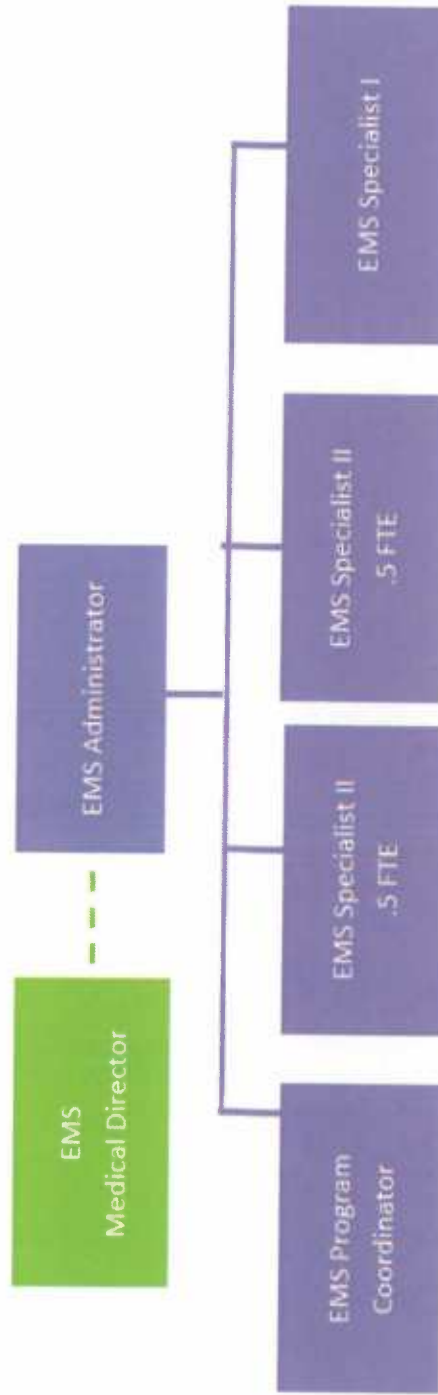 EMS
Medical Director
EMS Administrator
EMS Program
Coordinator
EMS Specialist II
.5 FTE
EMS Specialist II
.5 FTE
EMS Specialist I